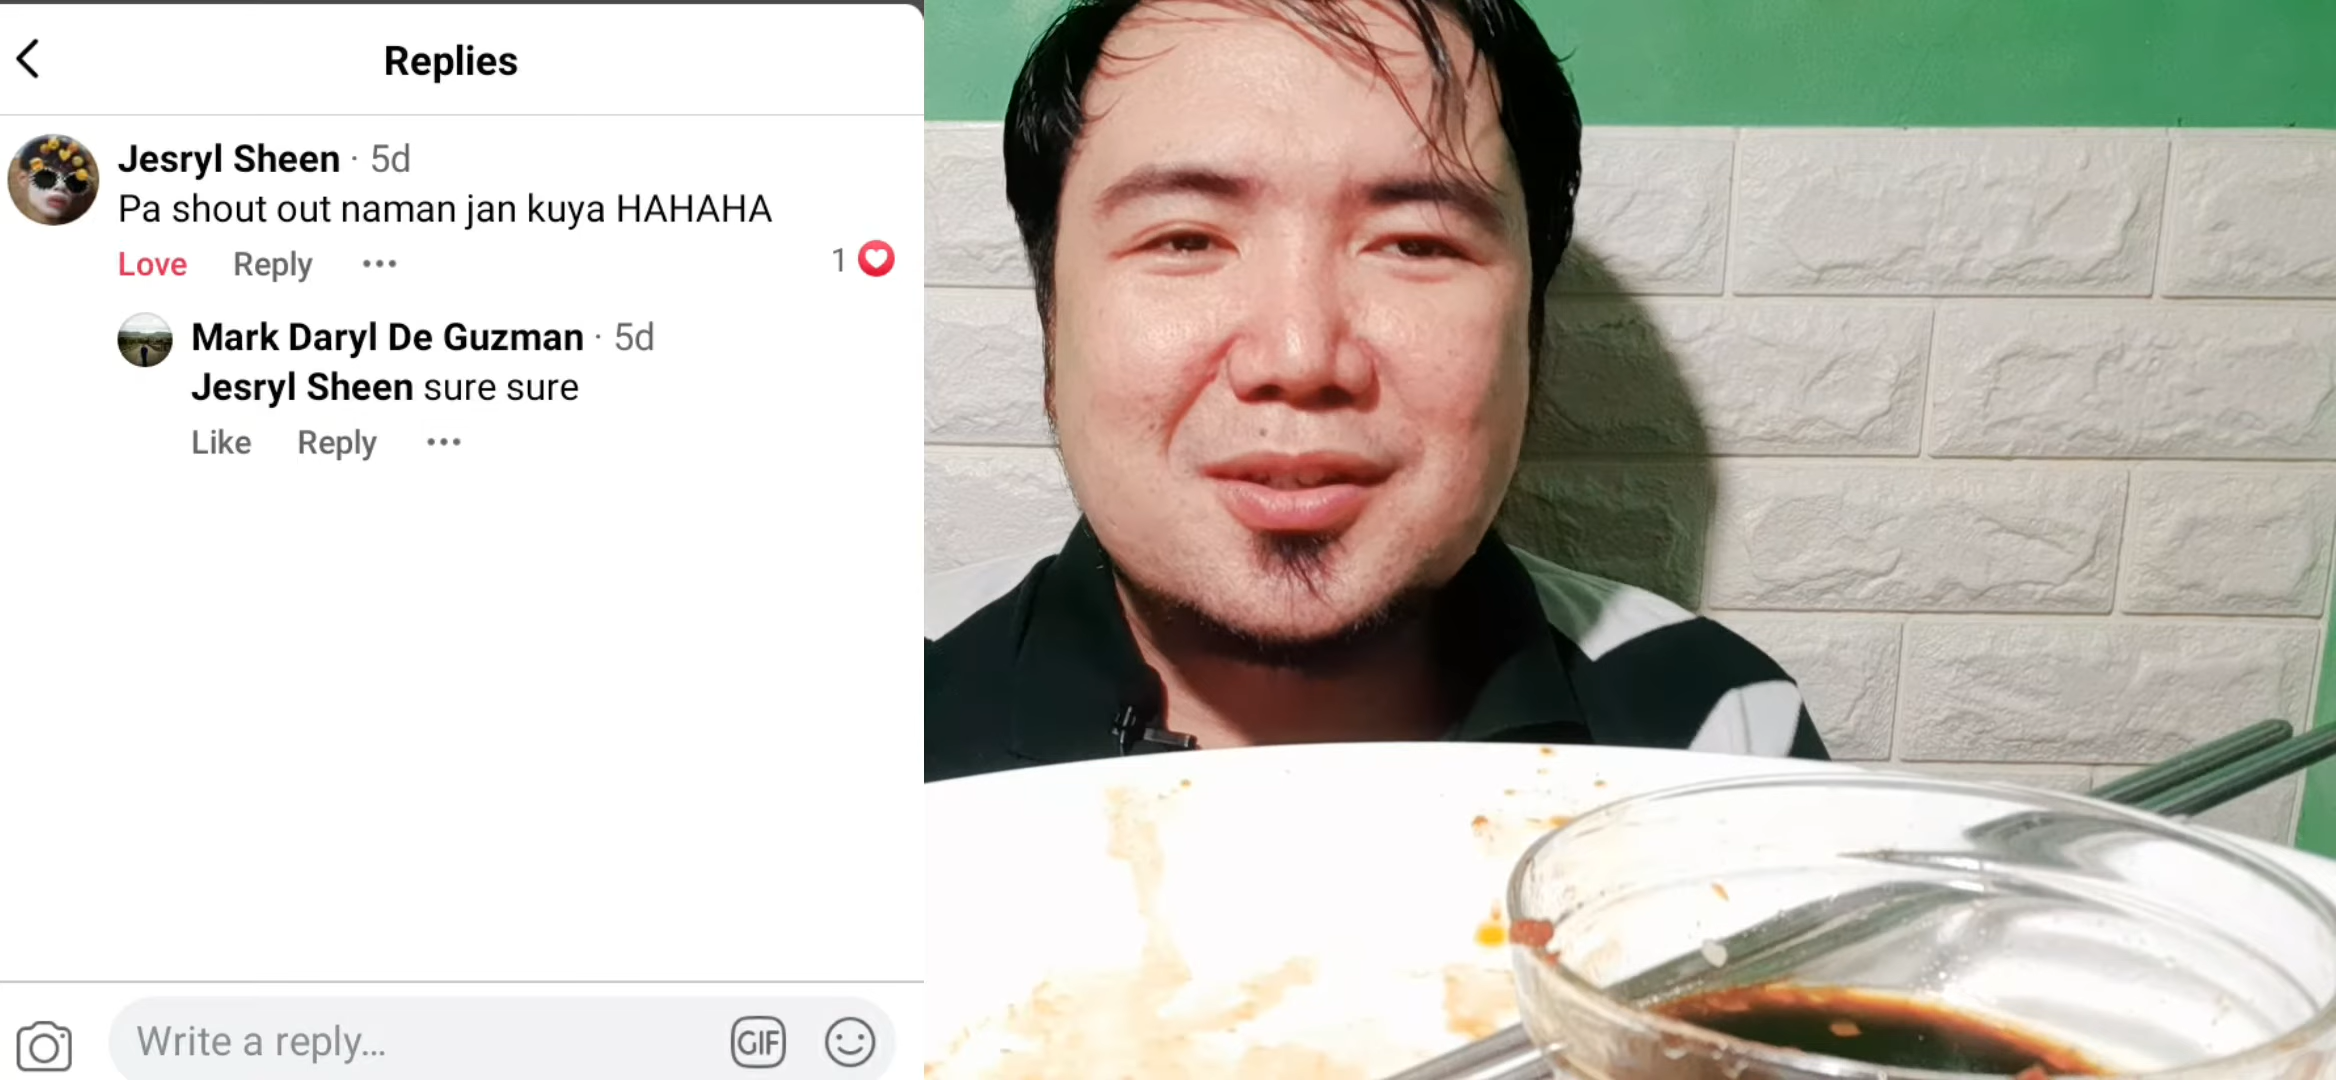 Replies
Jesryl Sheen · 5d
Pa shout out naman jan kuya HAHAHA
Love Reply ...
1
Mark Daryl De Guzman · 5d
Jesryl Sheen sure sure
Like Reply ...
Write a reply...
GIF